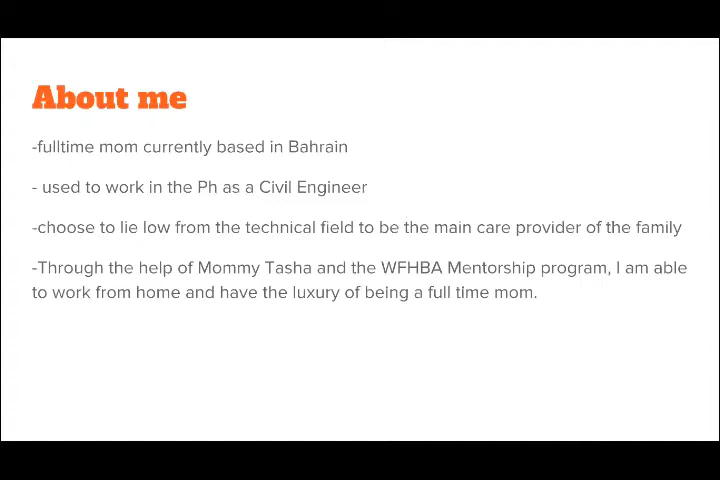 About me
-fulltime mom currently based in Bahrain
- used to work in the Ph as a Civil Engineer
-choose to lie low from the technical field to be the main care provider of the family
-Through the help of Mommy Tasha and the WFHBA Mentorship program, I am able
to work from home and have the luxury of being a full time mom.